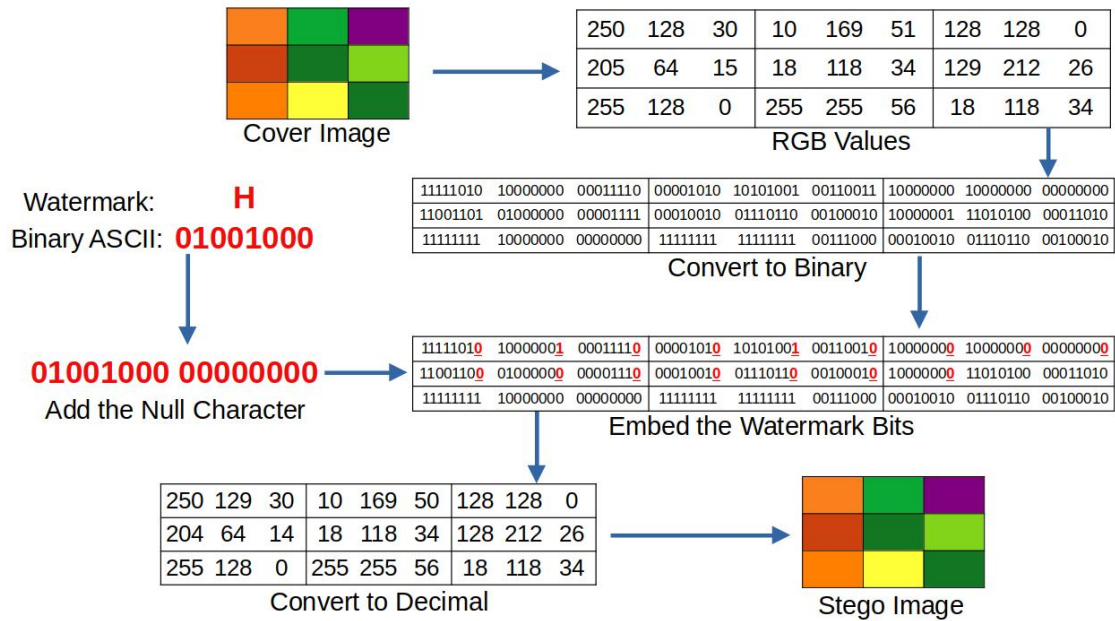 250 128 30 10 169 51 128 128 0
205 64 15 18 118 34 129 212 26
255 128 0 255 255 56 18 118 34
Cover Image
RGB Values
Watermark: H
Binary ASCII: 01001000
11111010 10000000 00011110 00001010 10101001 00110011 10000000 10000000 00000000
11001101 01000000 00001111 00010010 01110110 00100010 10000001 11010100 00011010
11111111 10000000 00000000 11111111 11111111 00111000 00010010 01110110 00100010
Convert to Binary
01001000 00000000
Add the Null Character
11111010 10000001 00011110 00001010 10101001 00110010 10000000 10000000 00000000
11001100 01000000 00001110 00010010 01110110 00100010 10000000 11010100 00011010
11111111 10000000 00000000 11111111 11111111 00111000 00010010 01110110 00100010
Embed the Watermark Bits
250 129 30 10 169 50 128 128 0
204 64 14 18 118 34 128 212 26
255 128 0 255 255 56 18 118 34
Convert to Decimal
Stego Image